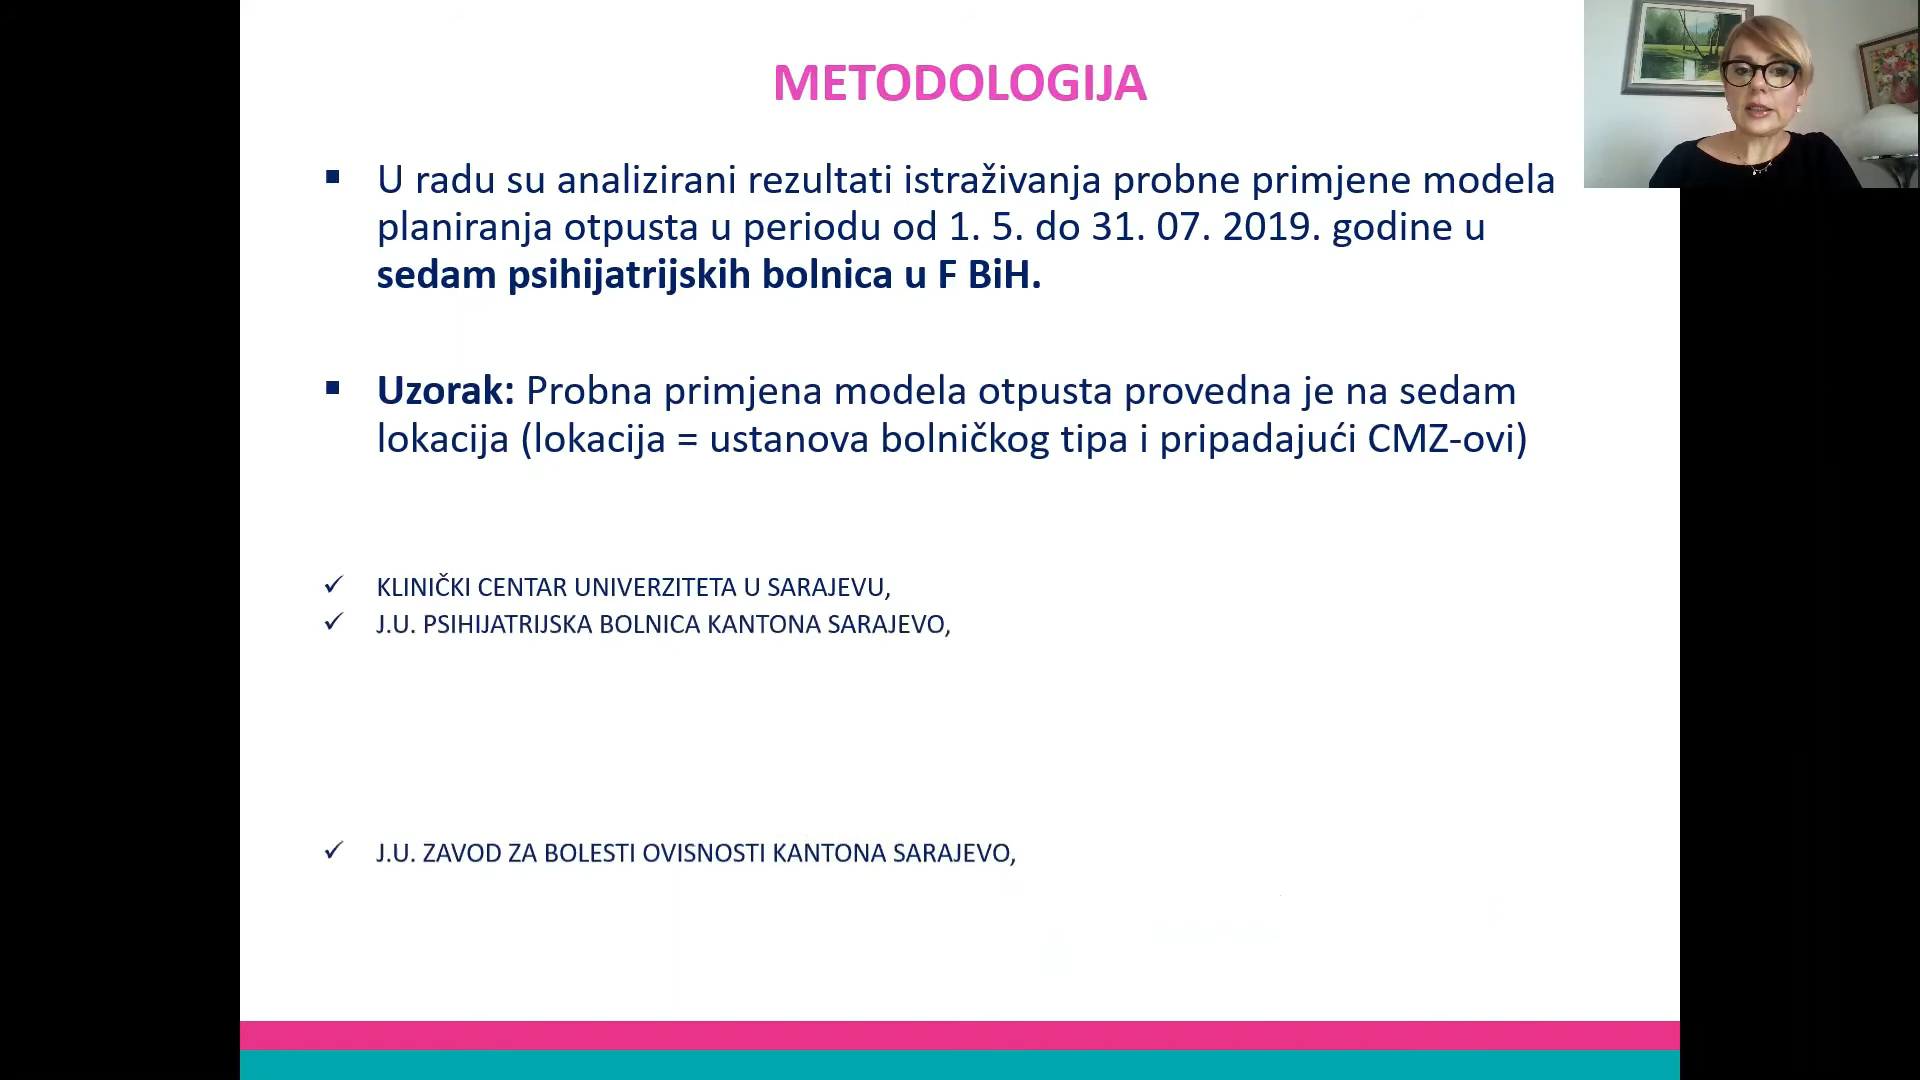 METODOLOGIJA
U radu su analizirani rezultati istraživanja probne primjene modela
planiranja otpusta u periodu od 1. 5. do 31. 07. 2019. godine u
sedam psihijatrijskih bolnica u F BiH.
Uzorak: Probna primjena modela otpusta provedna je na sedam
lokacija (lokacija = ustanova bolničkog tipa i pripadajući CMZ-ovi)
KLINIČKI CENTAR UNIVERZITETA U SARAJEVU,
J.U. PSIHIJATRIJSKA BOLNICA KANTONA SARAJEVO,
J.U. ZAVOD ZA BOLESTI OVISNOSTI KANTONA SARAJEVO,